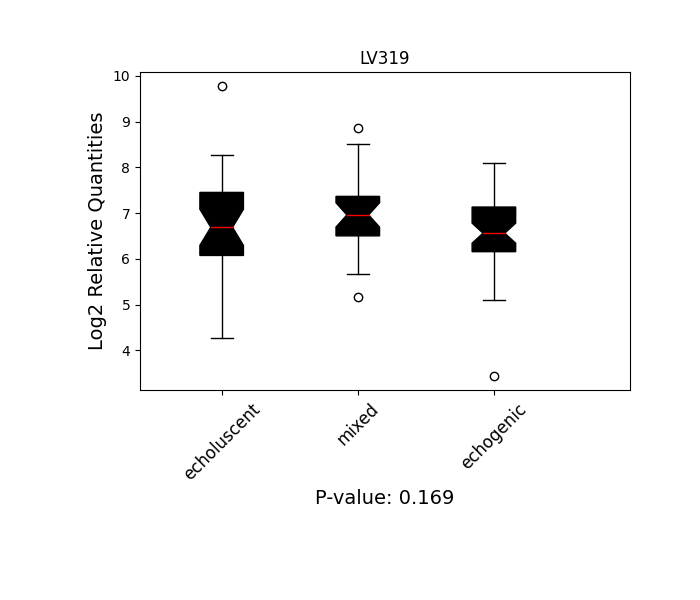 LV319
Log2 Relative Quantities
10
9
8
7
6
5
4
echoluscent
mixed
echogenic
P-value: 0.169